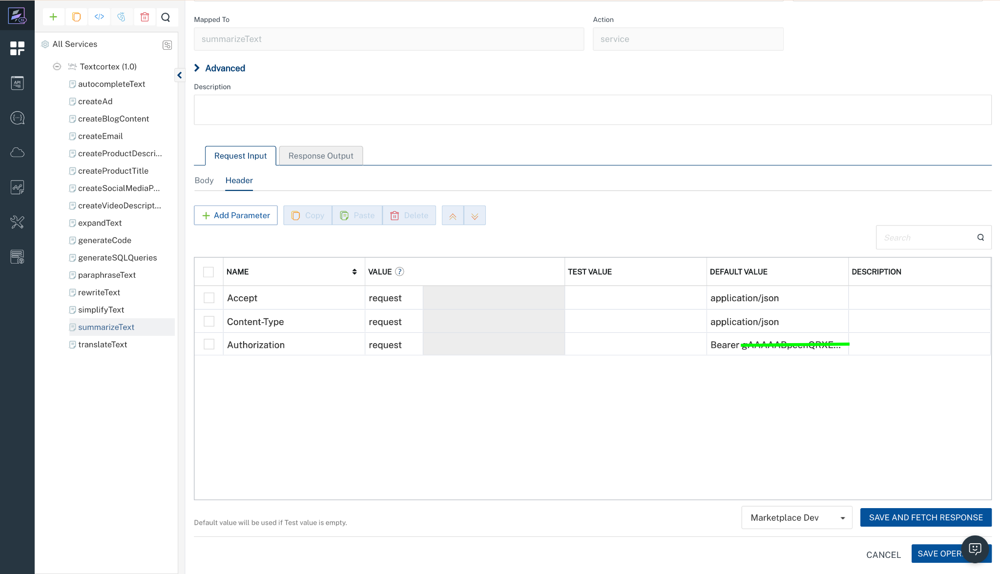 All Services
Textcortex (1.0)
autocompleteText
createAd
createBlogContent
createEmail
createProductDescri...
createProductTitle
createSocialMediaP...
createVideoDescript...
expandText
generateCode
generateSQLQueries
paraphraseText
rewriteText
simplifyText
summarizeText
translateText
Mapped To
Action
summarizeText
service
Advanced
Description
Request Input
Response Output
Body
Header
Add Parameter
Copy
Paste
Delete
Search
NAME
VALUE
TEST VALUE
DEFAULT VALUE
DESCRIPTION
Accept
request
application/json
Content-Type
request
application/json
Authorization
request
Bearer
Default value will be used if Test value is empty.
Marketplace Dev
SAVE AND FETCH RESPONSE
CANCEL
SAVE